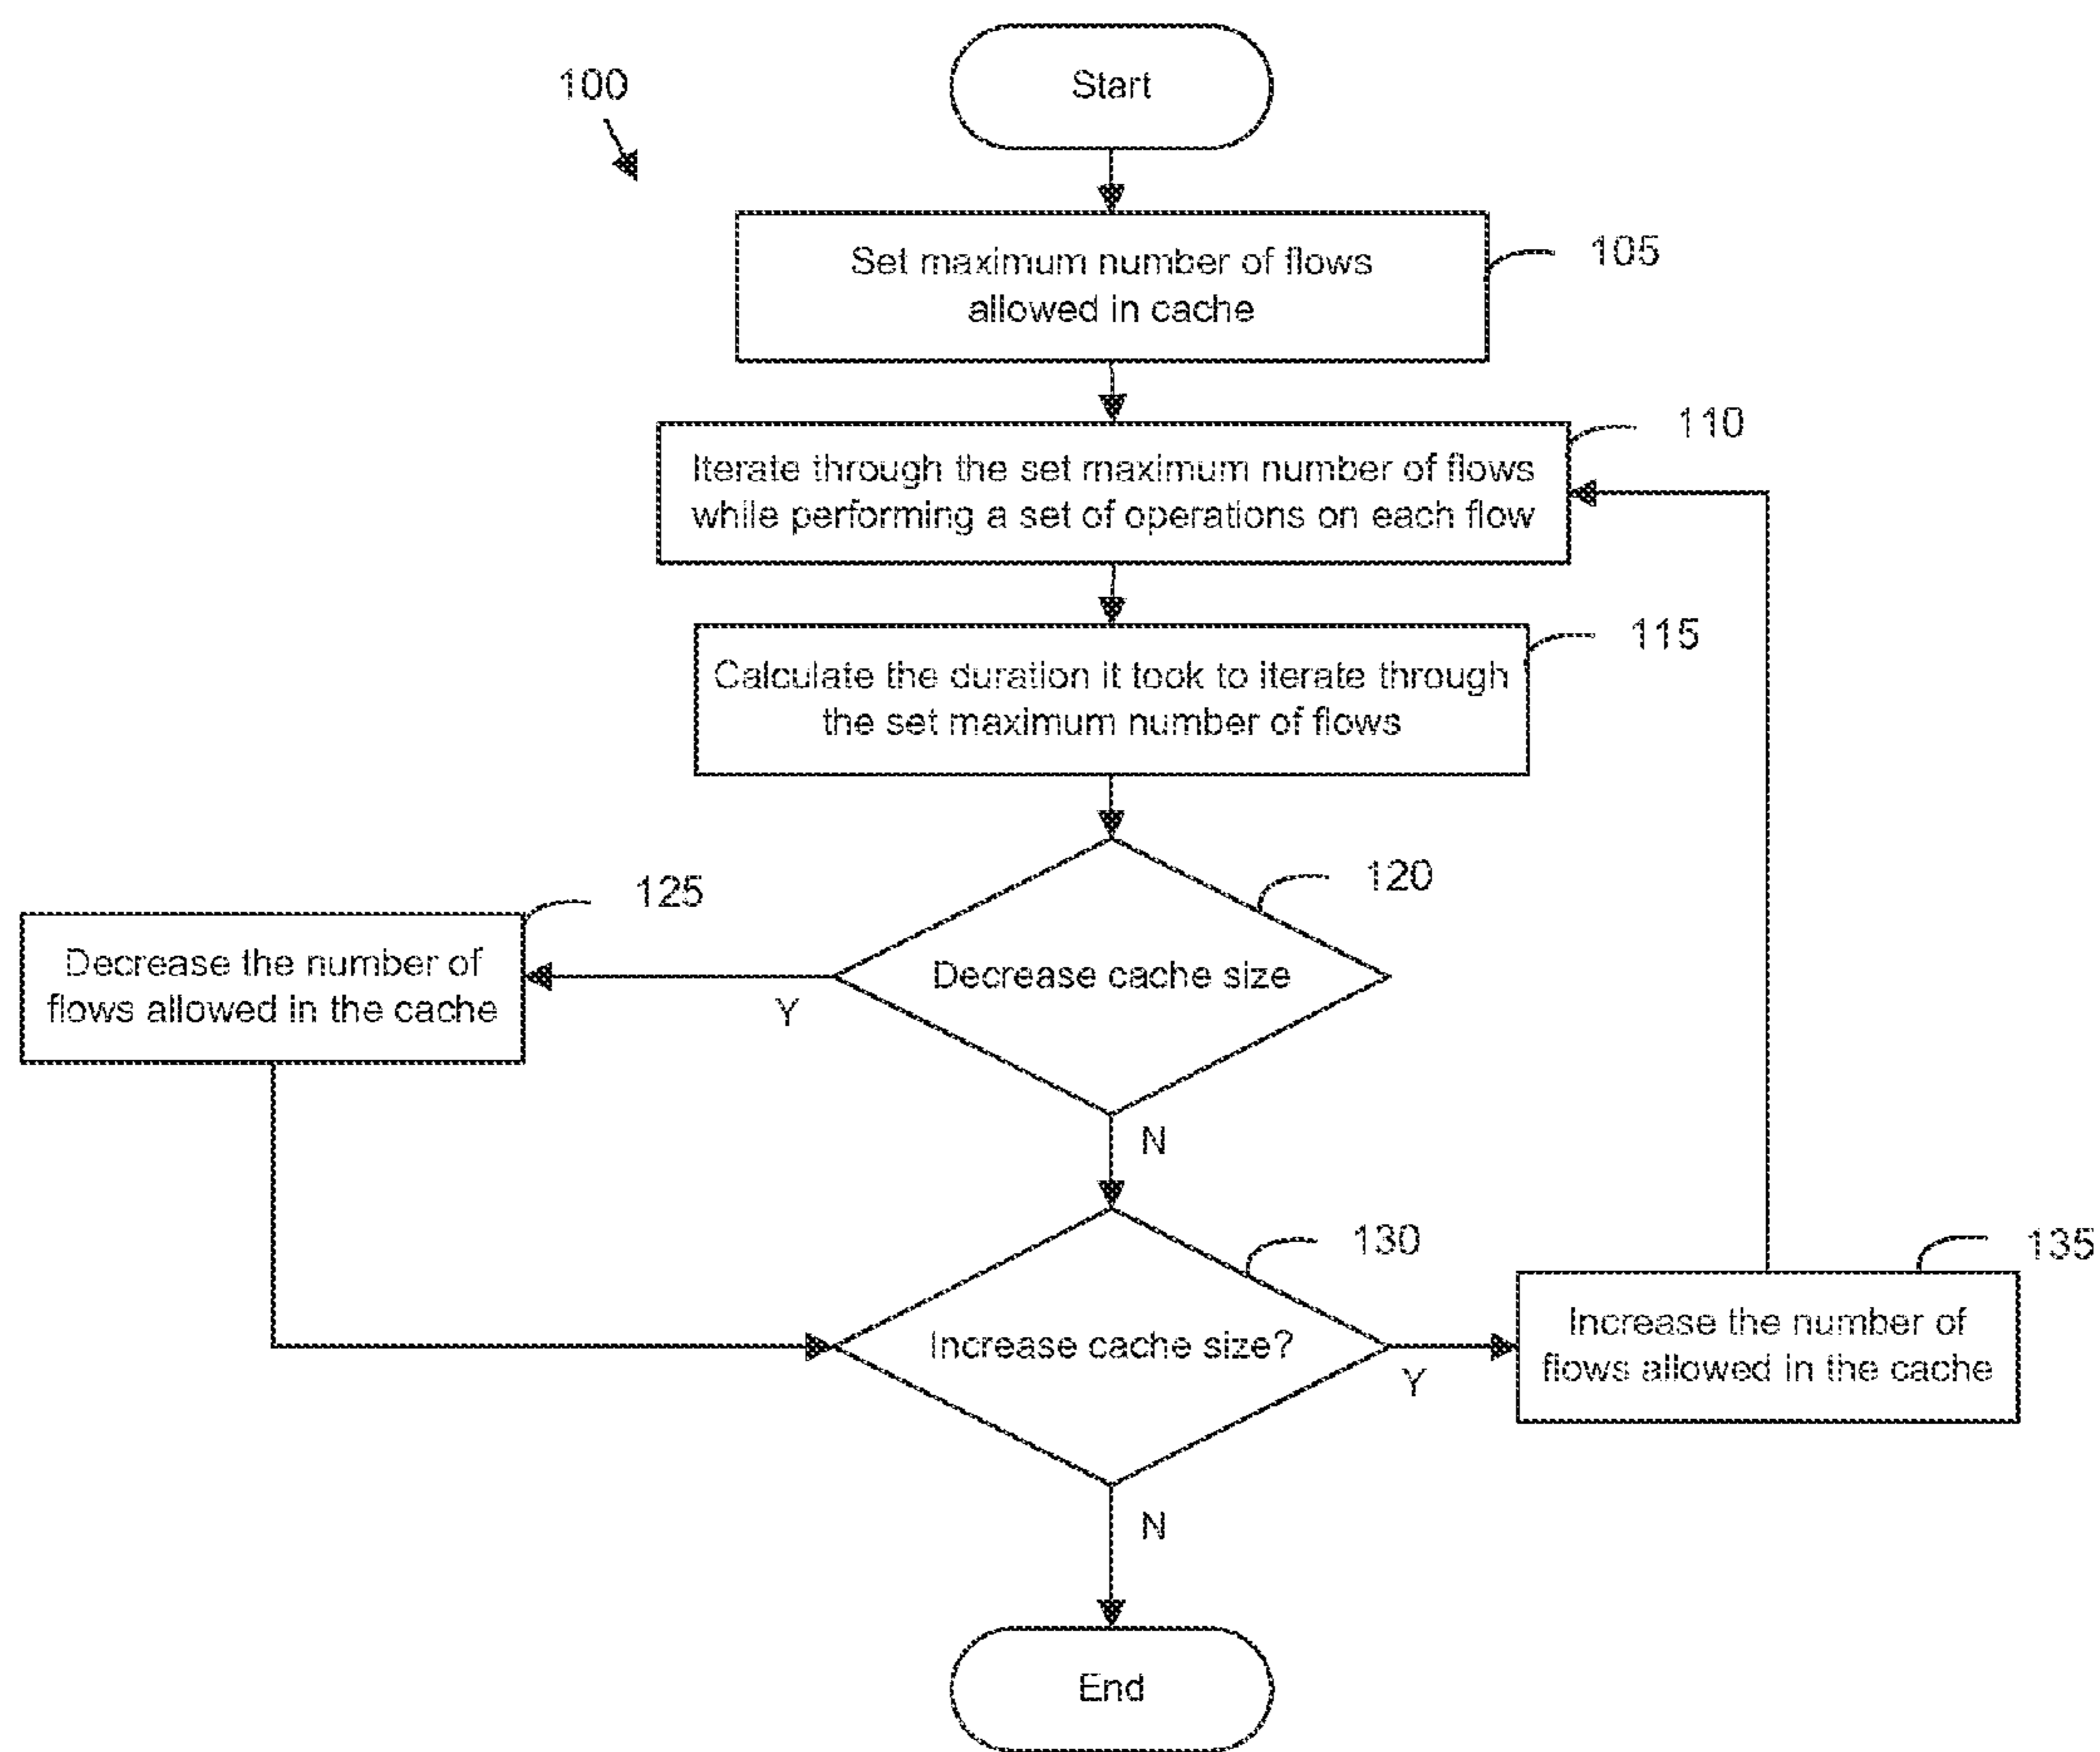 100
Start
Set maximum number of flows
allowed in cache
105
110
Iterate through the set maximum number of flows
while performing a set of operations on each flow
115
Calculate the duration it took to iterate through
the set maximum number of flows
120
Decrease cache size
Y
125
Decrease the number of
flows allowed in the cache
N
130
Increase cache size?
Y
135
Increase the number of
flows allowed in the cache
N
End